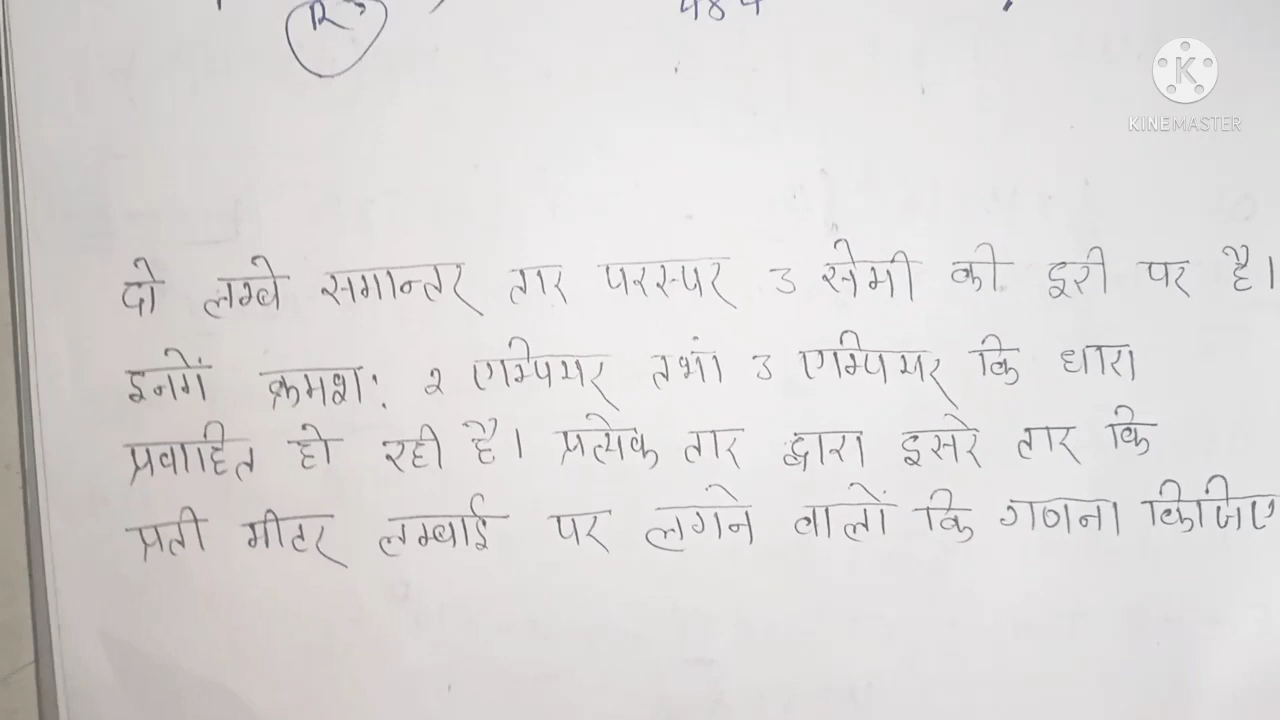 R
K
KINEMASTER
दो लम्बे समान्तर तार परस्पर 3 सेमी की दूरी पर है।
इनमें क्रमश: २ एम्पियर तथां 3 एम्पियर कि धारा
प्रवाहित हो रही है। प्रत्येक तार द्वारा दूसरे तार कि
प्रती मीटर लम्बाई पर लगने वालों कि गणना किजिए